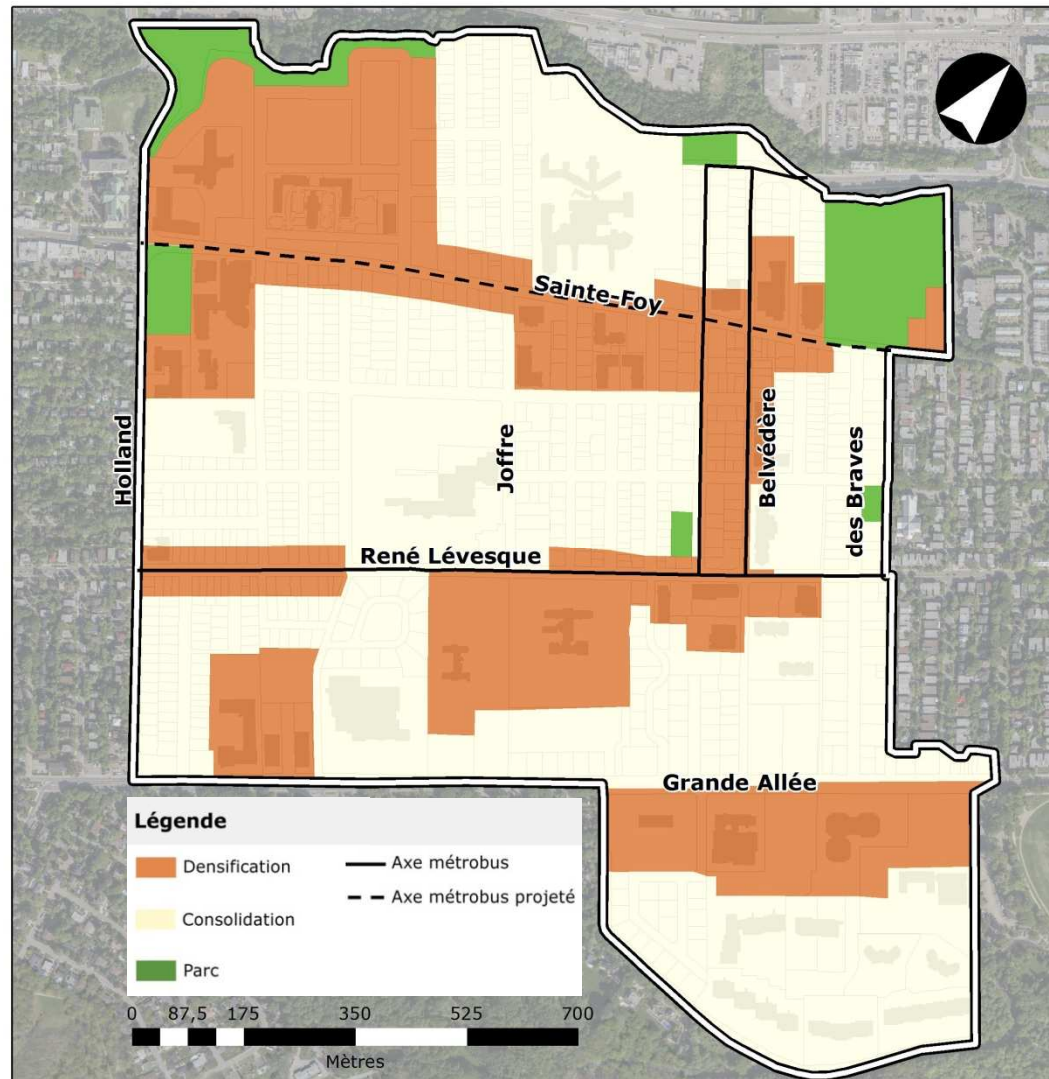 Sainte-Foy
Holland
Joffre
Belvédère
des Braves
René Lévesque
Grande Allée
Légende
Densification
Axe métrobus
Axe métrobus projeté
Consolidation
Parc
0 87,5 175 350 525 700
Mètres